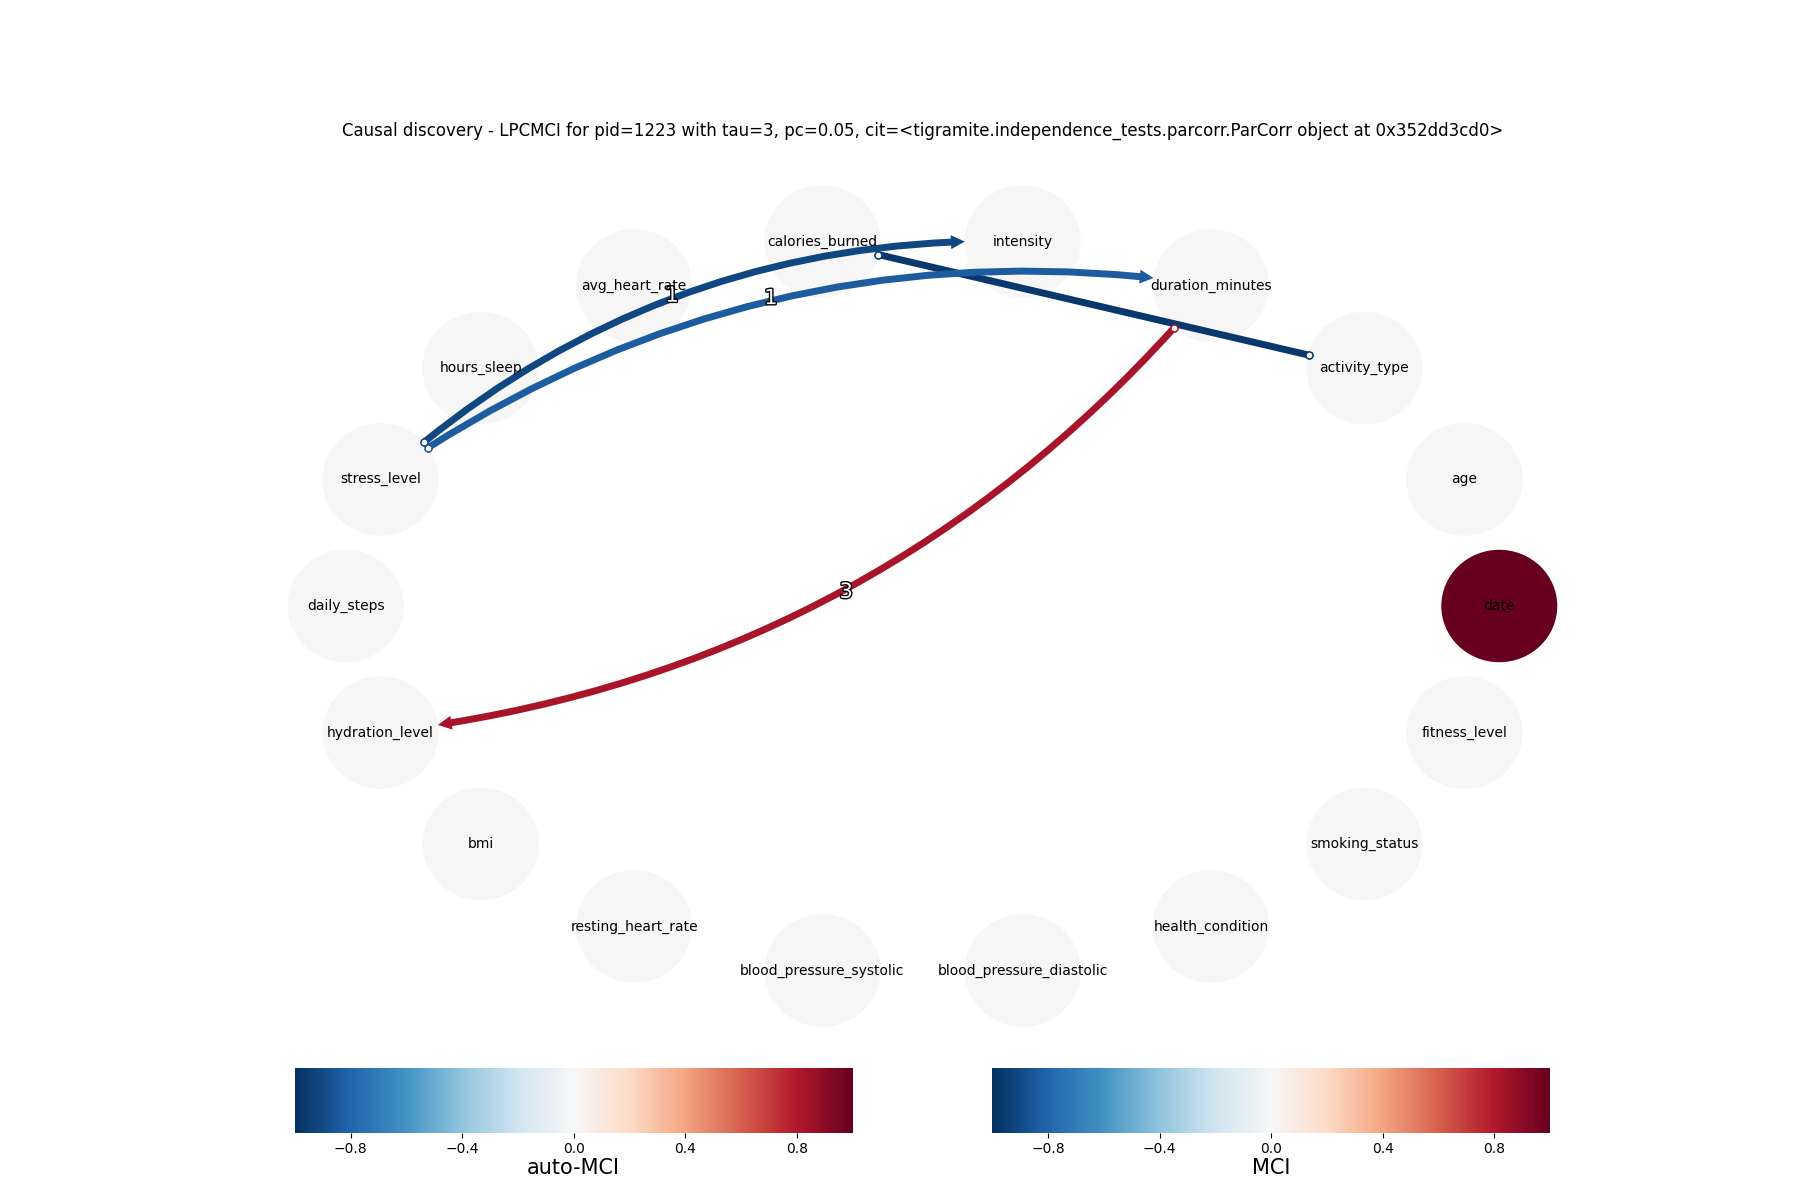 Causal discovery - LPCMCI for pid=1223 with tau=3, pc=0.05, cit=<tigramite.independence_tests.parcorr.ParCorr object at 0x352dd3cd0>
calories_burned
intensity
avg_heart_rate
duration_minutes
1
1
hours_sleep
activity_type
stress_level
age
3
daily_steps
date
hydration_level
fitness_level
bmi
smoking_status
resting_heart_rate
health_condition
blood_pressure_systolic
blood_pressure_diastolic
−0.8 −0.4 0.0 0.4 0.8
auto-MCI
−0.8 −0.4 0.0 0.4 0.8
MCI